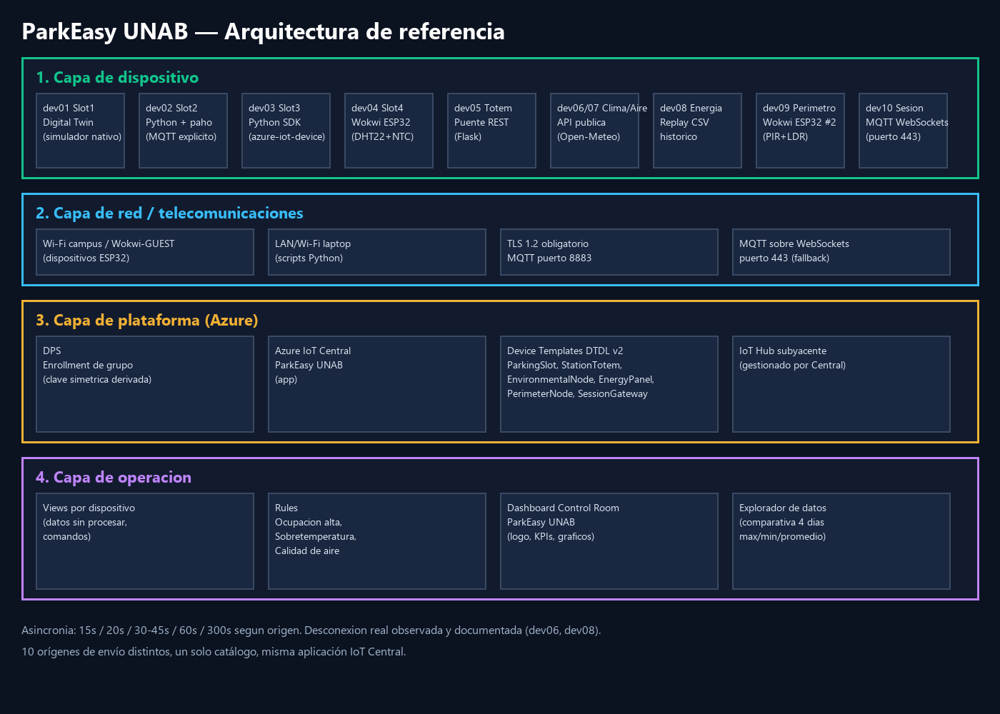 ParkEasy UNAB — Arquitectura de referencia
1. Capa de dispositivo
dev01 Slot1
Digital Twin
(simulador nativo)
dev02 Slot2
Python + paho
(MQTT explicito)
dev03 Slot3
Python SDK
(azure-iot-device)
dev04 Slot4
Wokwi ESP32
(DHT22+NTC)
dev05 Totem
Puente REST
(Flask)
dev06/07 Clima/Aire
API publica
(Open-Meteo)
dev08 Energia
Replay CSV
historico
dev09 Perimetro
Wokwi ESP32 #2
(PIR+LDR)
dev10 Sesion
MQTT WebSockets
(puerto 443)
2. Capa de red / telecomunicaciones
Wi-Fi campus / Wokwi-GUEST
(dispositivos ESP32)
LAN/Wi-Fi laptop
(scripts Python)
TLS 1.2 obligatorio
MQTT puerto 8883
MQTT sobre WebSockets
puerto 443 (fallback)
3. Capa de plataforma (Azure)
DPS
Enrollment de grupo
(clave simetrica derivada)
Azure IoT Central
ParkEasy UNAB
(app)
Device Templates DTDL v2
ParkingSlot, StationTotem,
EnvironmentalNode, EnergyPanel,
PerimeterNode, SessionGateway
IoT Hub subyacente
(gestionado por Central)
4. Capa de operacion
Views por dispositivo
(datos sin procesar,
comandos)
Rules
Ocupacion alta,
Sobretemperatura,
Calidad de aire
Dashboard Control Room
ParkEasy UNAB
(logo, KPIs, graficos)
Explorador de datos
(comparativa 4 dias
max/min/promedio)
Asincronia: 15s / 20s / 30-45s / 60s / 300s segun origen. Desconexion real observada y documentada (dev06, dev08).
10 orígenes de envío distintos, un solo catálogo, misma aplicación IoT Central.